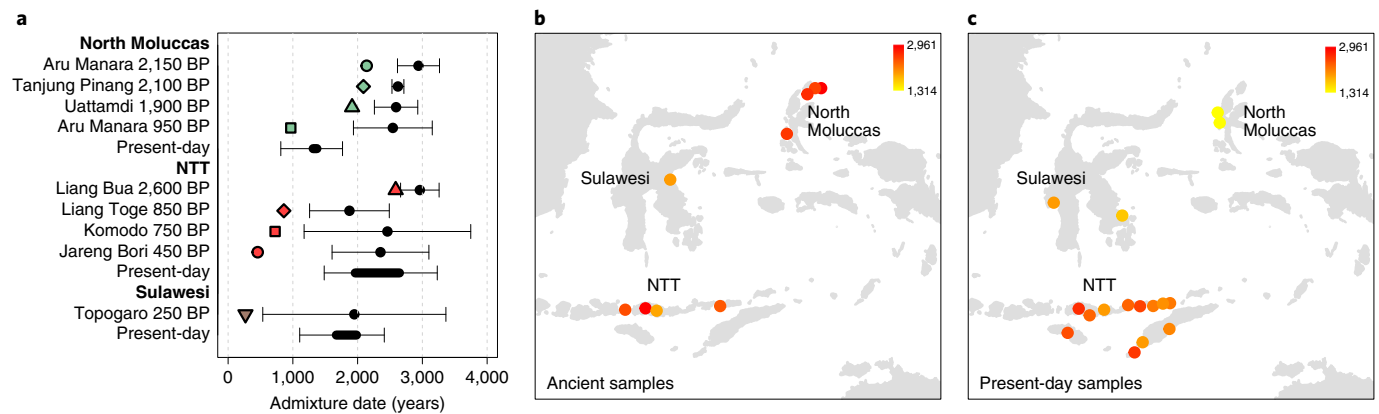 a
North Moluccas
Aru Manara 2,150 BP
Tanjung Pinang 2,100 BP
Uattamdi 1,900 BP
Aru Manara 950 BP
Present-day
NTT
Liang Bua 2,600 BP
Liang Toge 850 BP
Komodo 750 BP
Jareng Bori 450 BP
Present-day
Sulawesi
Topogaro 250 BP
Present-day
0 1,000 2,000 3,000 4,000
Admixture date (years)
b
2,961
1,314
North
Moluccas
Sulawesi
NTT
Ancient samples
c
2,961
1,314
North
Moluccas
Sulawesi
NTT
Present-day samples